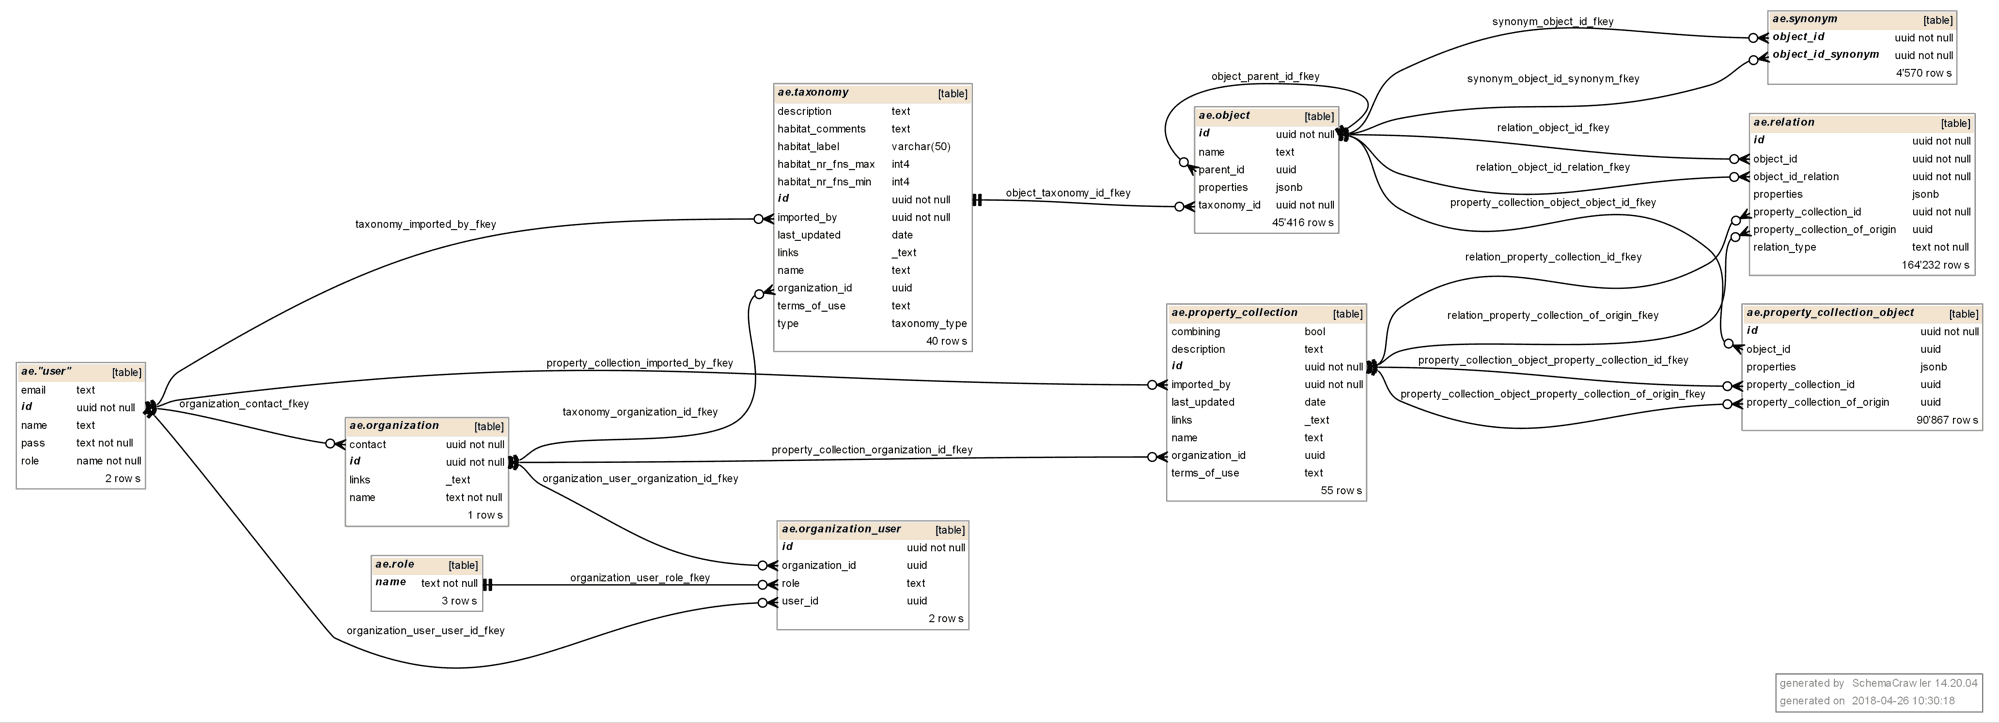 ae."user" [table]
email text
id uuid not null
name text
pass text not null
role name not null
2 rows
taxonomy_imported_by_fkey
property_collection_imported_by_fkey
organization_contact_fkey
organization_user_user_id_fkey
ae.organization [table]
contact uuid not null
id uuid not null
links _text
name text not null
1 rows
taxonomy_organization_id_fkey
property_collection_organization_id_fkey
organization_user_organization_id_fkey
ae.role [table]
name text not null
3 rows
organization_user_role_fkey
ae.taxonomy [table]
description text
habitat_comments text
habitat_label varchar(50)
habitat_nr_fns_max int4
habitat_nr_fns_min int4
id uuid not null
imported_by uuid not null
last_updated date
links _text
name text
organization_id uuid
terms_of_use text
type taxonomy_type
40 rows
object_taxonomy_id_fkey
ae.organization_user [table]
id uuid not null
organization_id uuid
role text
user_id uuid
2 rows
object_parent_id_fkey
ae.object [table]
id uuid not null
name text
parent_id uuid
properties jsonb
taxonomy_id uuid not null
45'416 rows
ae.property_collection [table]
combining bool
description text
id uuid not null
imported_by uuid not null
last_updated date
links _text
name text
organization_id uuid
terms_of_use text
55 rows
synonym_object_id_fkey
synonym_object_id_synonym_fkey
relation_object_id_fkey
relation_object_id_relation_fkey
property_collection_object_object_id_fkey
relation_property_collection_id_fkey
relation_property_collection_of_origin_fkey
property_collection_object_property_collection_id_fkey
property_collection_object_property_collection_of_origin_fkey
ae.synonym [table]
object_id uuid not null
object_id_synonym uuid not null
4'570 rows
ae.relation [table]
id uuid not null
object_id uuid not null
object_id_relation uuid not null
properties jsonb
property_collection_id uuid not null
property_collection_of_origin uuid
relation_type text not null
164'232 rows
ae.property_collection_object [table]
id uuid not null
object_id uuid
properties jsonb
property_collection_id uuid
property_collection_of_origin uuid
90'867 rows
generated by SchemaCrawler 14.20.04
generated on 2018-04-26 10:30:18